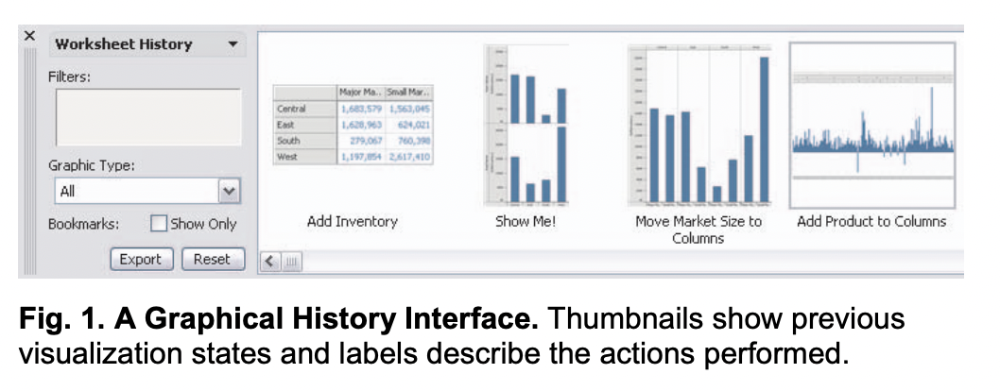 Worksheet History
Filters:
Graphic Type:
All
Bookmarks: Show Only
Export Reset
Major Ma.. Small Mar...
Central 1,683,579 1,563,045
East 1,628,963 624,021
South 279,067 760,398
West 1,197,854 2,617,410
Add Inventory
Show Me!
Move Market Size to
Columns
Add Product to Columns
Fig. 1. A Graphical History Interface. Thumbnails show previous
visualization states and labels describe the actions performed.